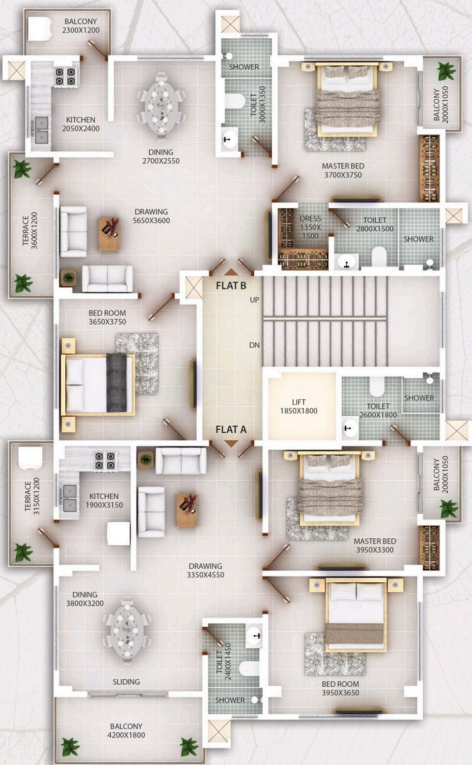 BALCONY
2300X1200
KITCHEN
2050X2400
DINING
2700X2550
SHOWER
TOILET
3000X1350
MASTER BED
3700X3750
BALCONY
2000X1050
TERRACE
3600X1200
DRAWING
5650X3600
DRESS
1350X
1500
TOILET
2800X1500
SHOWER
FLAT B
UP
DN
BED ROOM
3650X3750
LIFT
1850X1800
TOILET
2600X1800
SHOWER
FLAT A
TERRACE
3150X1200
KITCHEN
1900X3150
DRAWING
3350X4550
MASTER BED
3950X3300
BALCONY
2000X1050
DINING
3800X3200
TOILET
2400X1450
SHOWER
BED ROOM
3950X3650
SLIDING
BALCONY
4200X1800